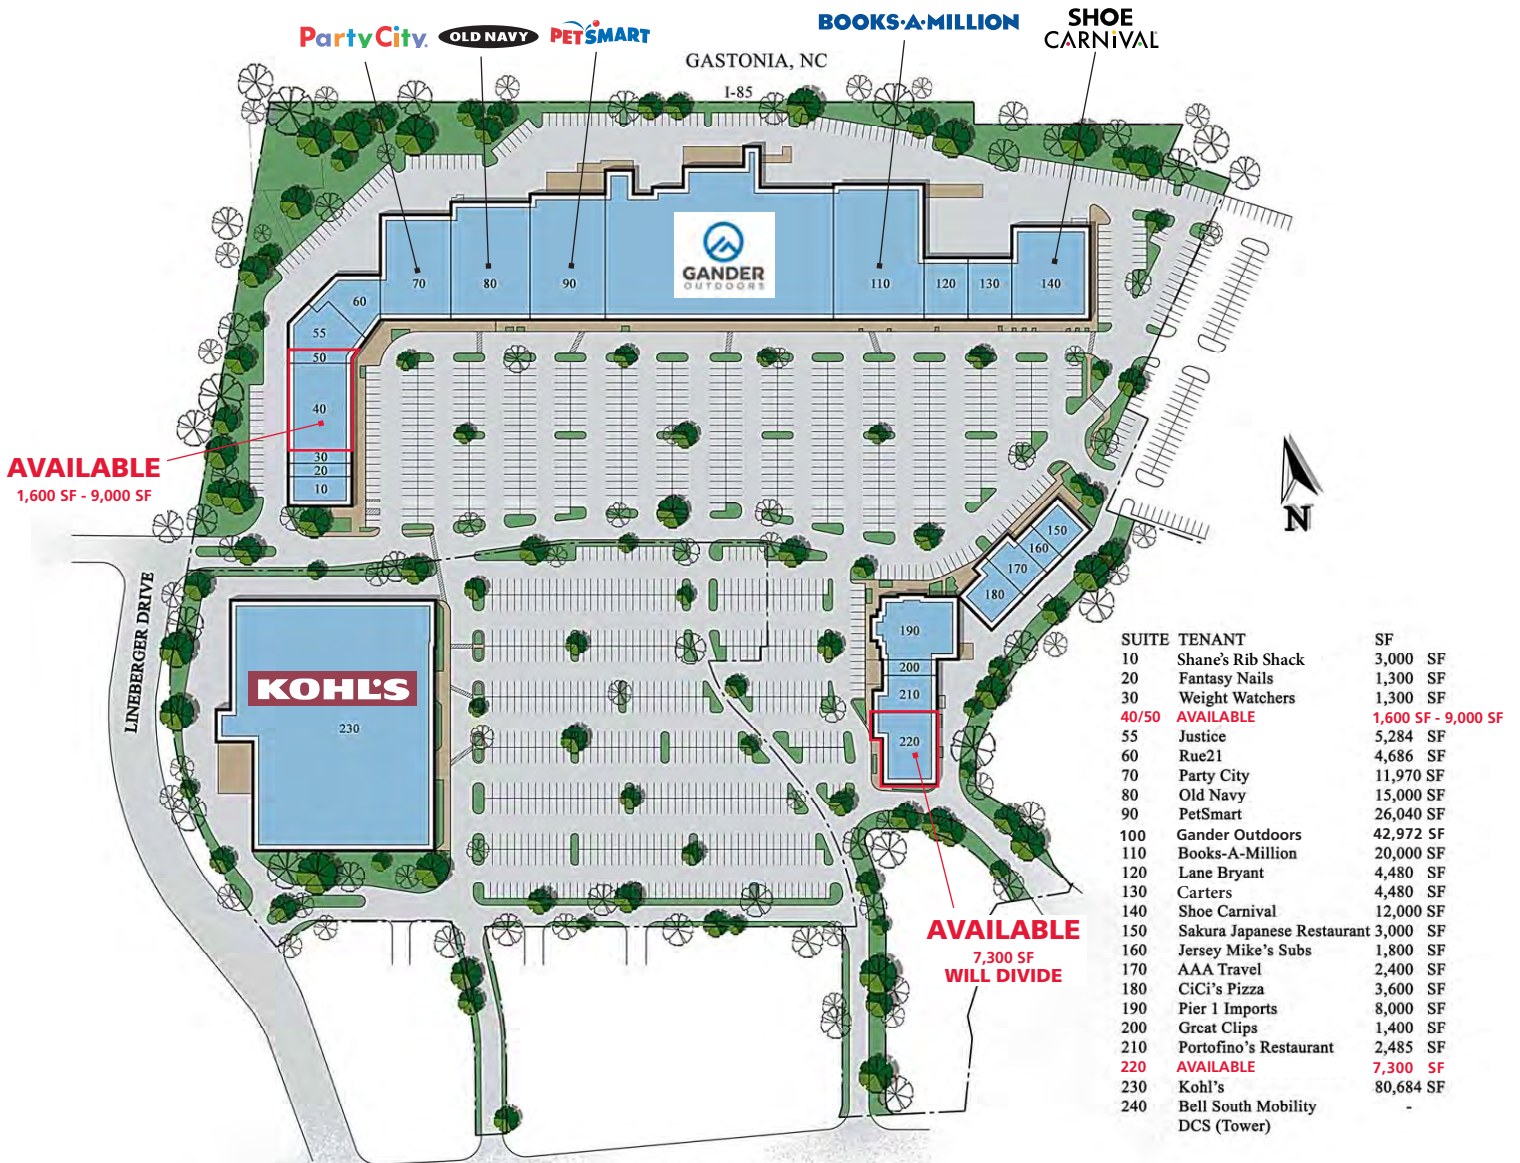 Party City.
OLD NAVY
PETSMART
BOOKS·A·MILLION
SHOE
CARNIVAL
GASTONIA, NC
I-85
GANDER
OUTDOORS
70
80
90
110
120
130
140
60
55
50
40
30
20
10
AVAILABLE
1,600 SF - 9,000 SF
N
150
160
170
180
190
200
210
220
LINEBERGER DRIVE
KOHL'S
230
AVAILABLE
7,300 SF
WILL DIVIDE
SUITE TENANT SF
10 Shane's Rib Shack 3,000 SF
20 Fantasy Nails 1,300 SF
30 Weight Watchers 1,300 SF
40/50 AVAILABLE 1,600 SF - 9,000 SF
55 Justice 5,284 SF
60 Rue21 4,686 SF
70 Party City 11,970 SF
80 Old Navy 15,000 SF
90 PetSmart 26,040 SF
100 Gander Outdoors 42,972 SF
110 Books-A-Million 20,000 SF
120 Lane Bryant 4,480 SF
130 Carters 4,480 SF
140 Shoe Carnival 12,000 SF
150 Sakura Japanese Restaurant 3,000 SF
160 Jersey Mike's Subs 1,800 SF
170 AAA Travel 2,400 SF
180 CiCi's Pizza 3,600 SF
190 Pier 1 Imports 8,000 SF
200 Great Clips 1,400 SF
210 Portofino's Restaurant 2,485 SF
220 AVAILABLE 7,300 SF
230 Kohl's 80,684 SF
240 Bell South Mobility -
DCS (Tower)